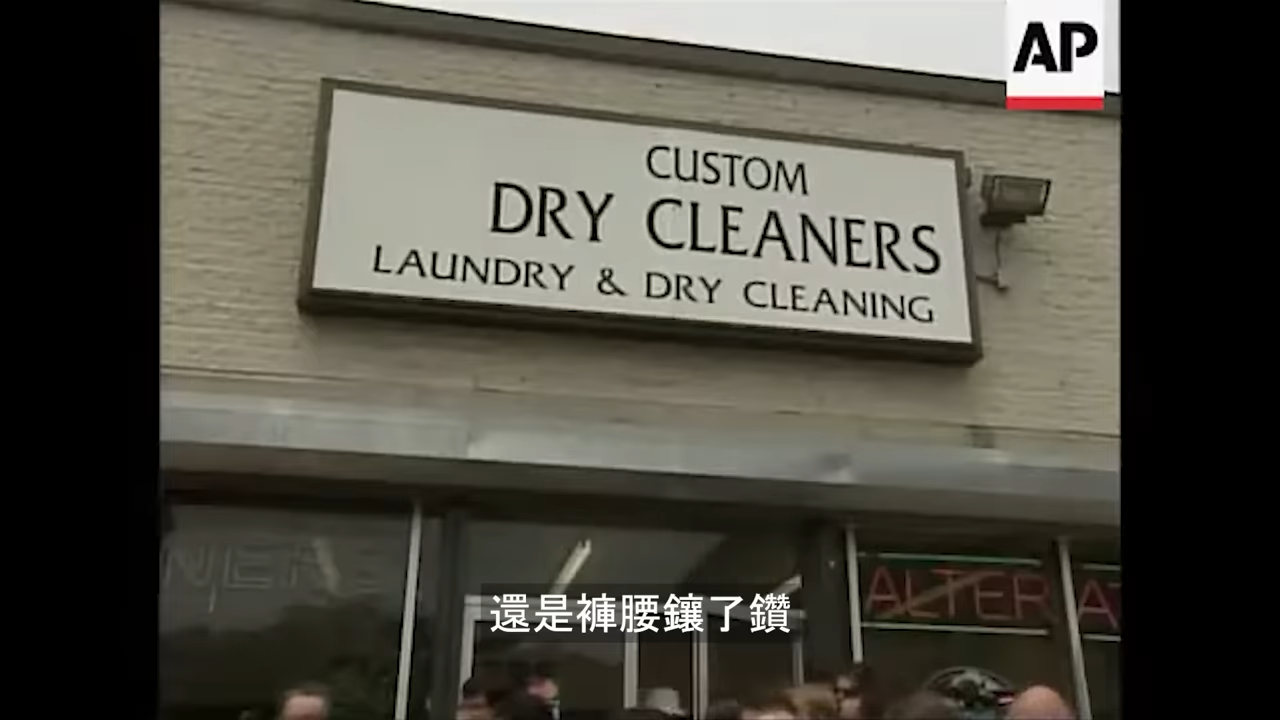 AP
CUSTOM
DRY CLEANERS
LAUNDRY & DRY CLEANING
ALTER
還是褲腰鑲了鑽